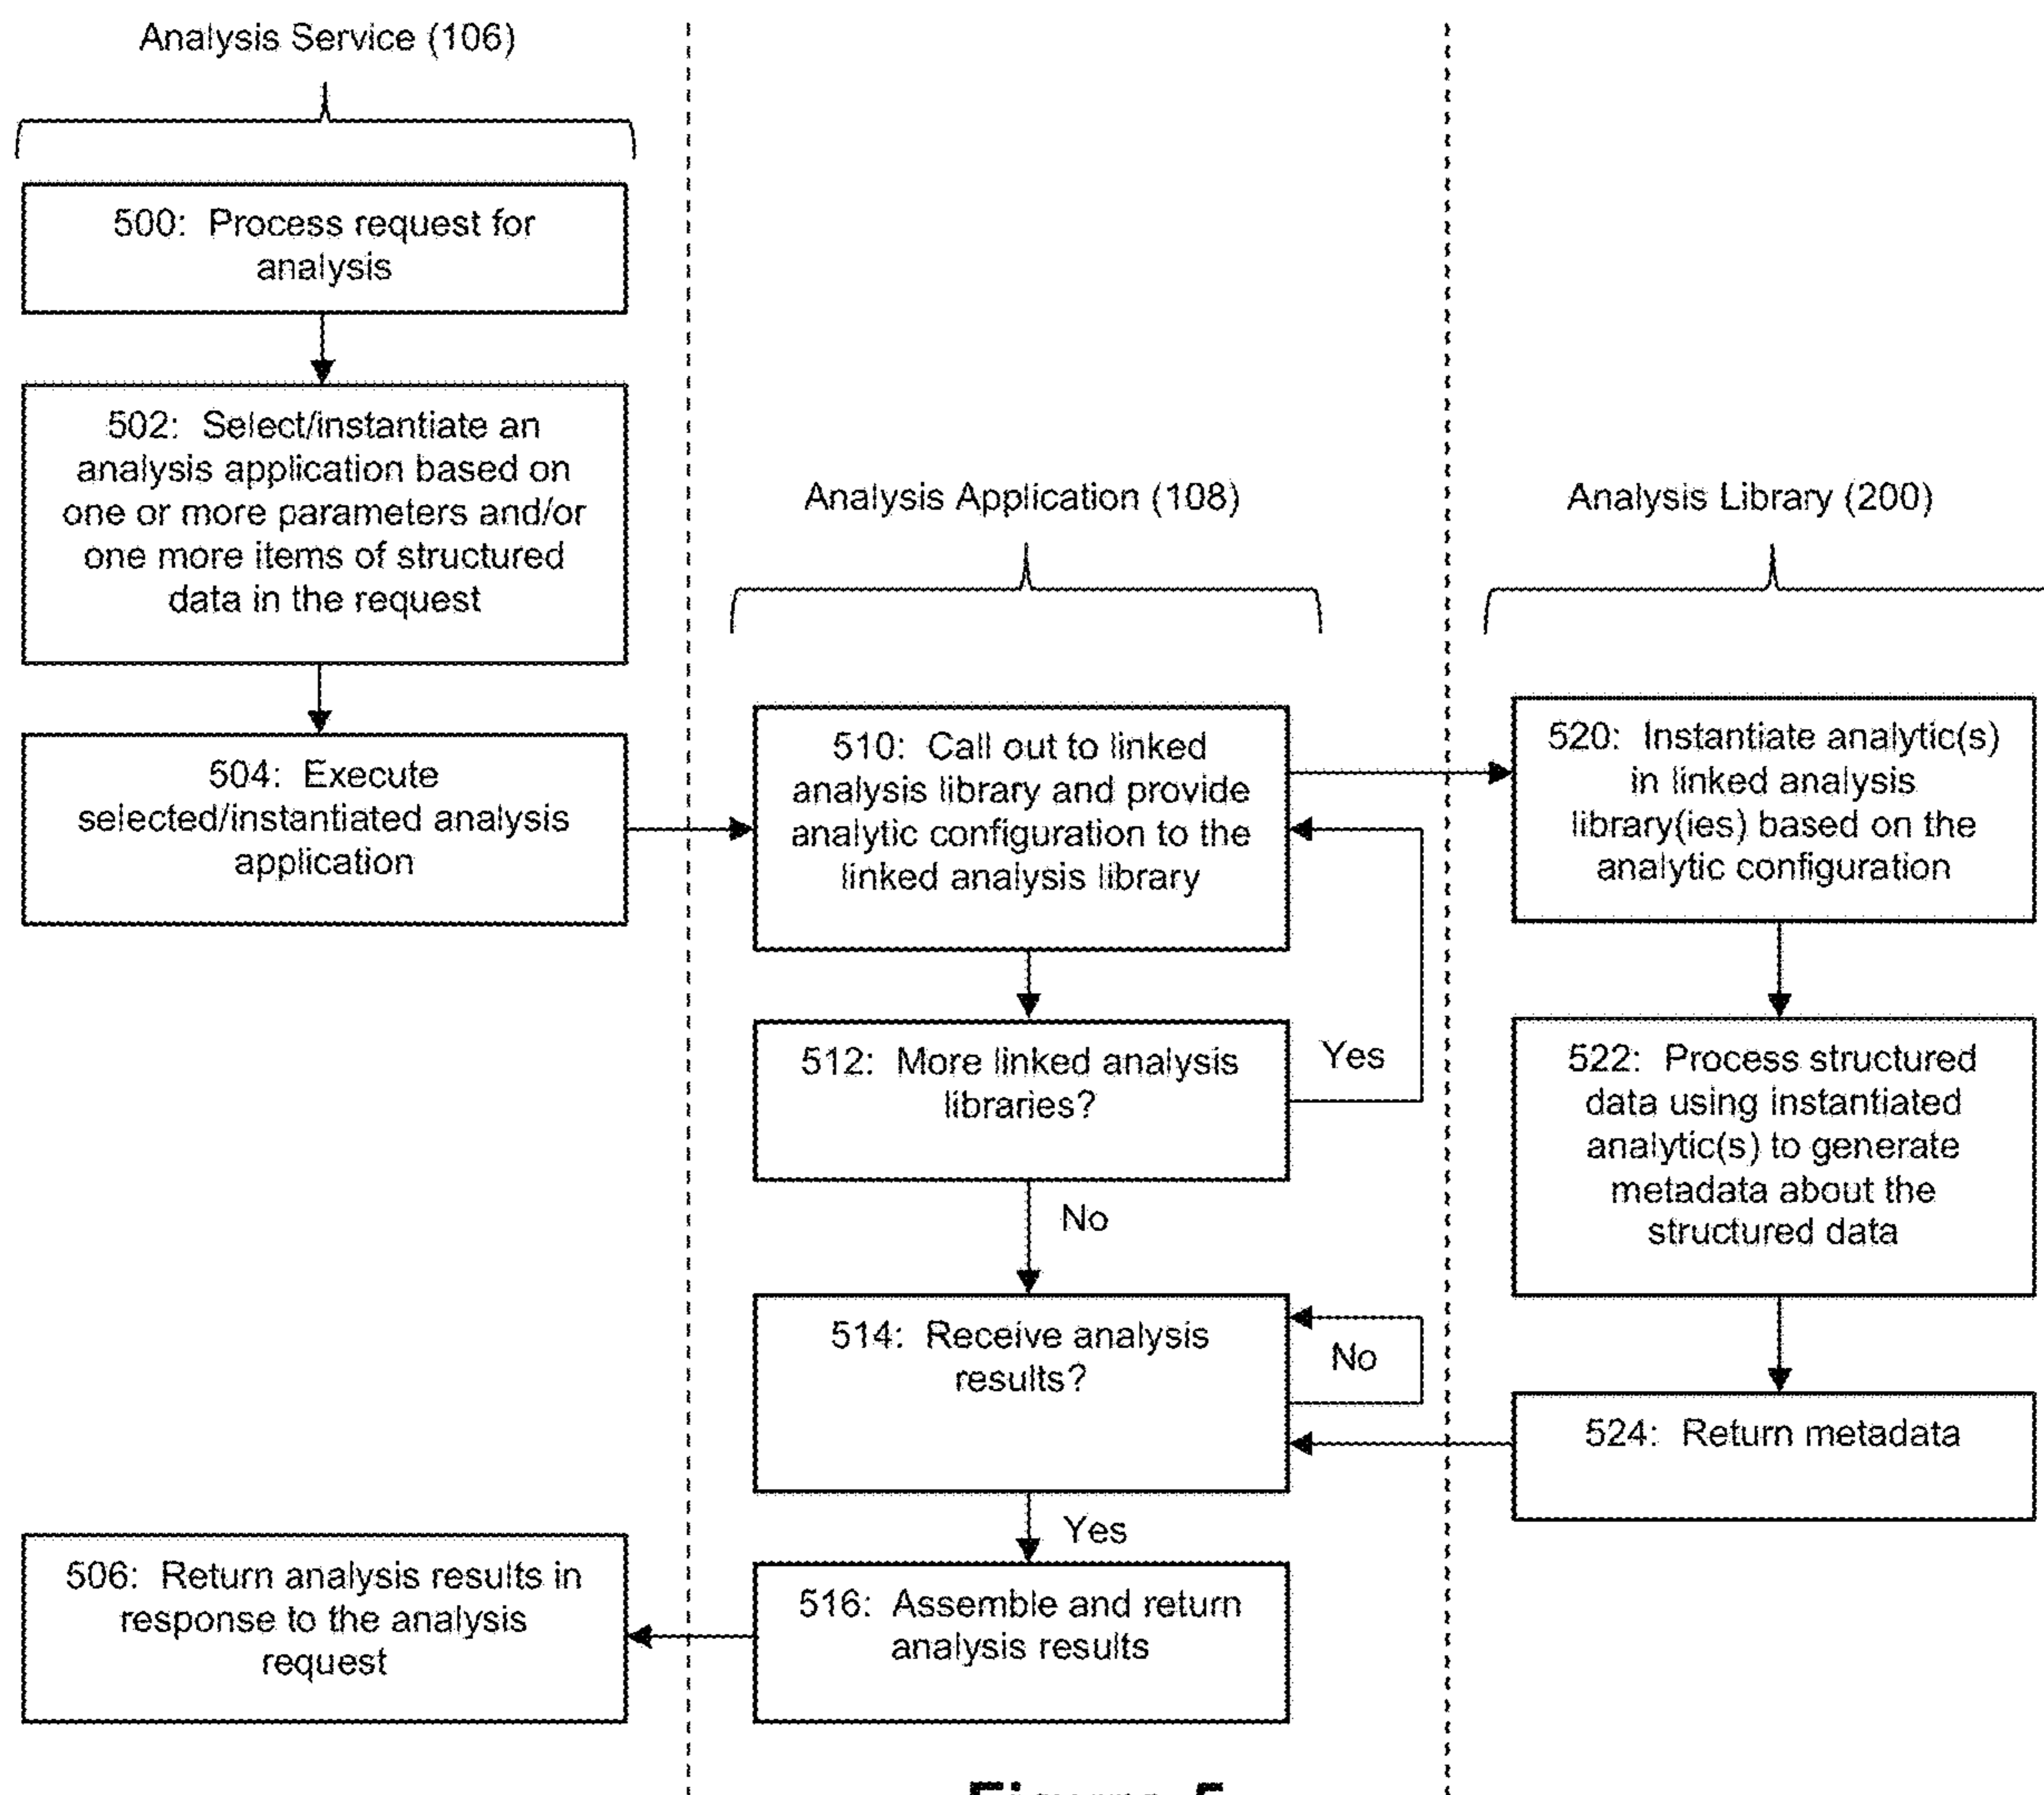 Analysis Service (106)
500: Process request for
analysis
502: Select/instantiate an
analysis application based on
one or more parameters and/or
one more items of structured
data in the request
504: Execute
selected/instantiated analysis
application
506: Return analysis results in
response to the analysis
request
Analysis Application (108)
510: Call out to linked
analysis library and provide
analytic configuration to the
linked analysis library
512: More linked analysis
libraries?
Yes
No
514: Receive analysis
results?
No
Yes
516: Assemble and return
analysis results
Analysis Library (200)
520: Instantiate analytic(s)
in linked analysis
library(ies) based on the
analytic configuration
522: Process structured
data using instantiated
analytic(s) to generate
metadata about the
structured data
524: Return metadata